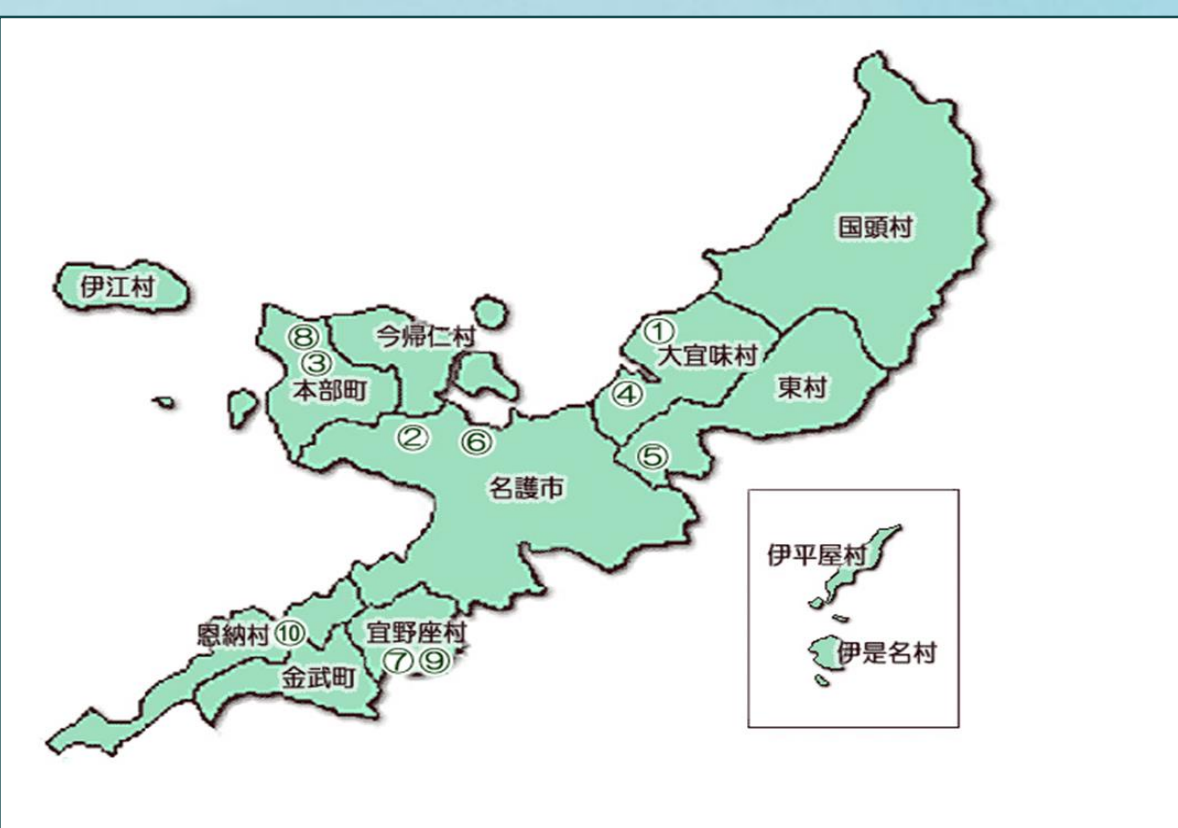 国頭村
伊江村
⑧
今帰仁村
①
大宜味村
③
本部町
④
東村
②
⑥
⑤
名護市
伊平屋村
恩納村
⑩
宜野座村
⑦
⑨
伊是名村
金武町